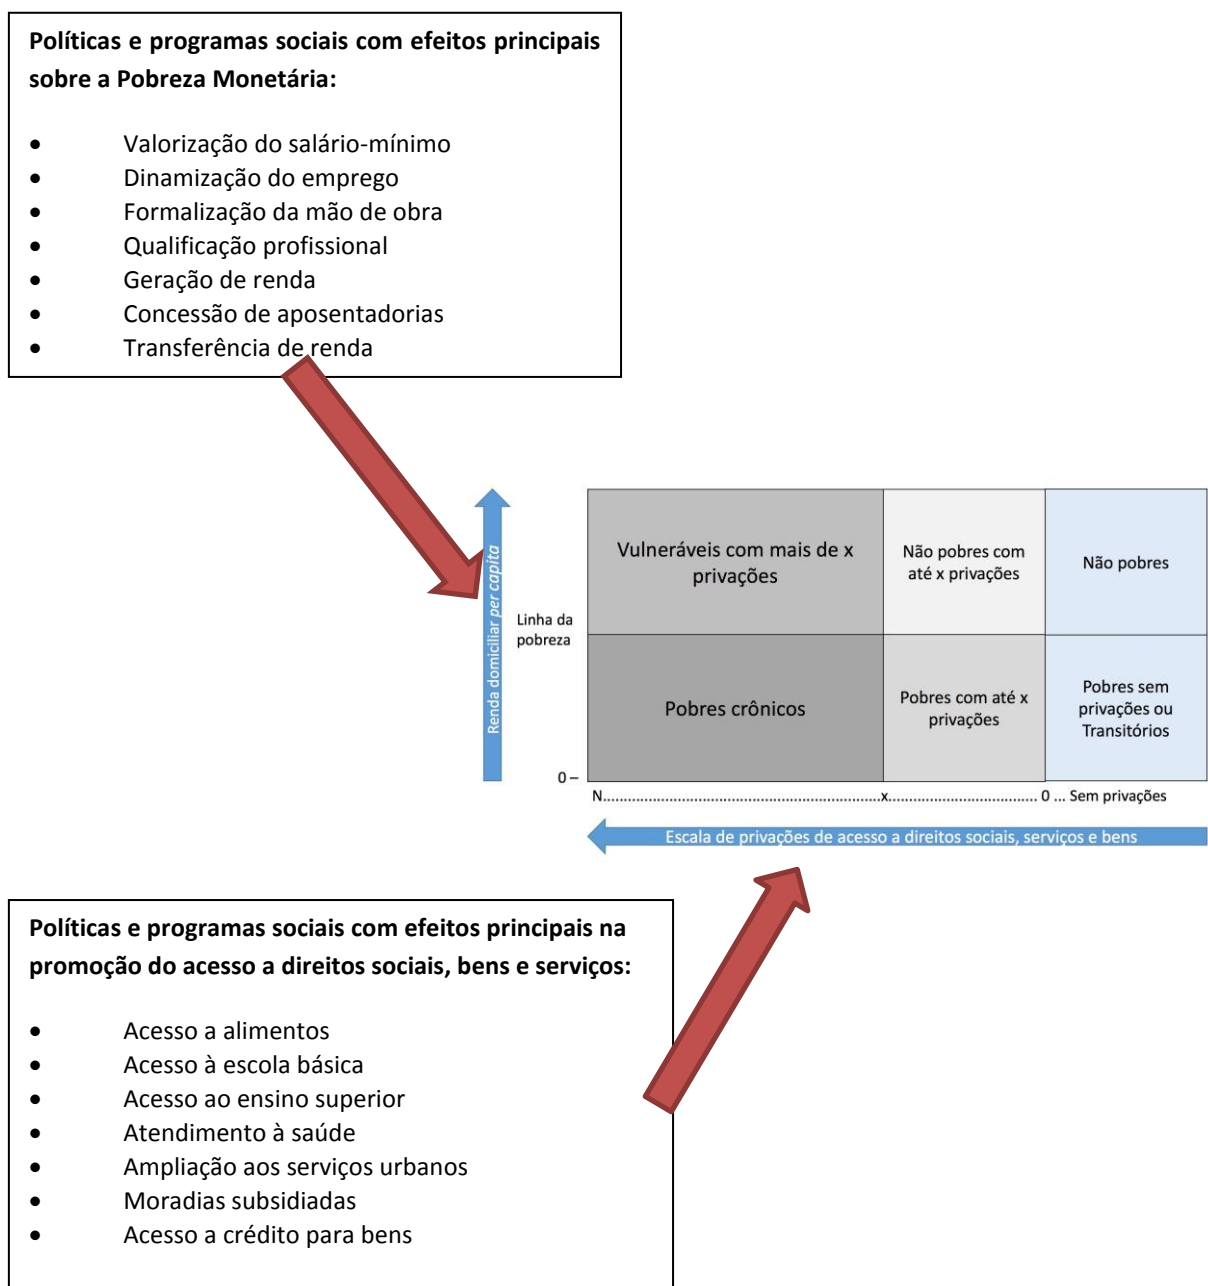 Políticas e programas sociais com efeitos principais
sobre a Pobreza Monetária:
• Valorização do salário-mínimo
• Dinamização do emprego
• Formalização da mão de obra
• Qualificação profissional
• Geração de renda
• Concessão de aposentadorias
• Transferência de renda
Renda domiciliar per capita
Linha da
pobreza
0 –
Vulneráveis com mais de x
privações
Não pobres com
até x privações
Não pobres
Pobres crônicos
Pobres com até x
privações
Pobres sem
privações ou
Transitórios
N..................................................................x.................................... 0 ... Sem privações
Escala de privações de acesso a direitos sociais, serviços e bens
Políticas e programas sociais com efeitos principais na
promoção do acesso a direitos sociais, bens e serviços:
• Acesso a alimentos
• Acesso à escola básica
• Acesso ao ensino superior
• Atendimento à saúde
• Ampliação aos serviços urbanos
• Moradias subsidiadas
• Acesso a crédito para bens